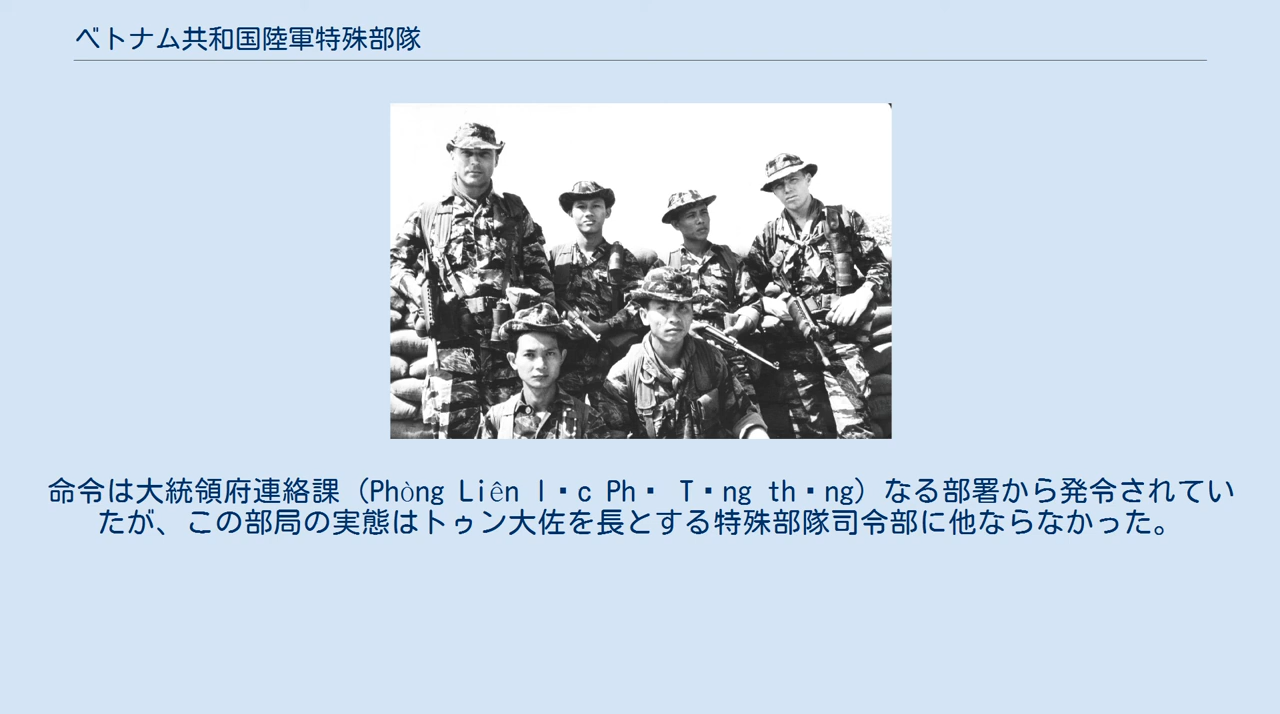 ベトナム共和国陸軍特殊部隊
命令は大統領府連絡課（Phòng Liên l▪c Ph▪ T▪ng th▪ng）なる部署から発令されてい
たが、この部局の実態はトゥン大佐を長とする特殊部隊司令部に他ならなかった。